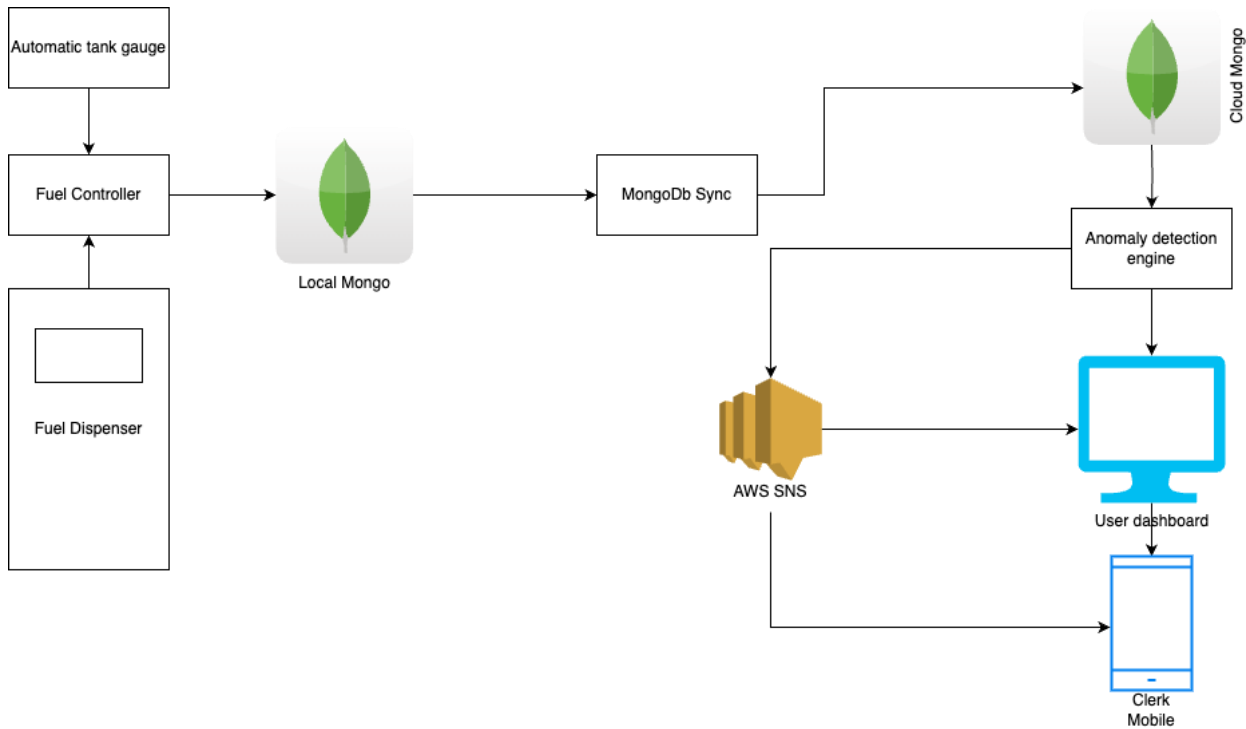 Automatic tank gauge
Fuel Controller
Fuel Dispenser
Local Mongo
MongoDb Sync
Cloud Mongo
Anomaly detection
engine
AWS SNS
User dashboard
Clerk
Mobile